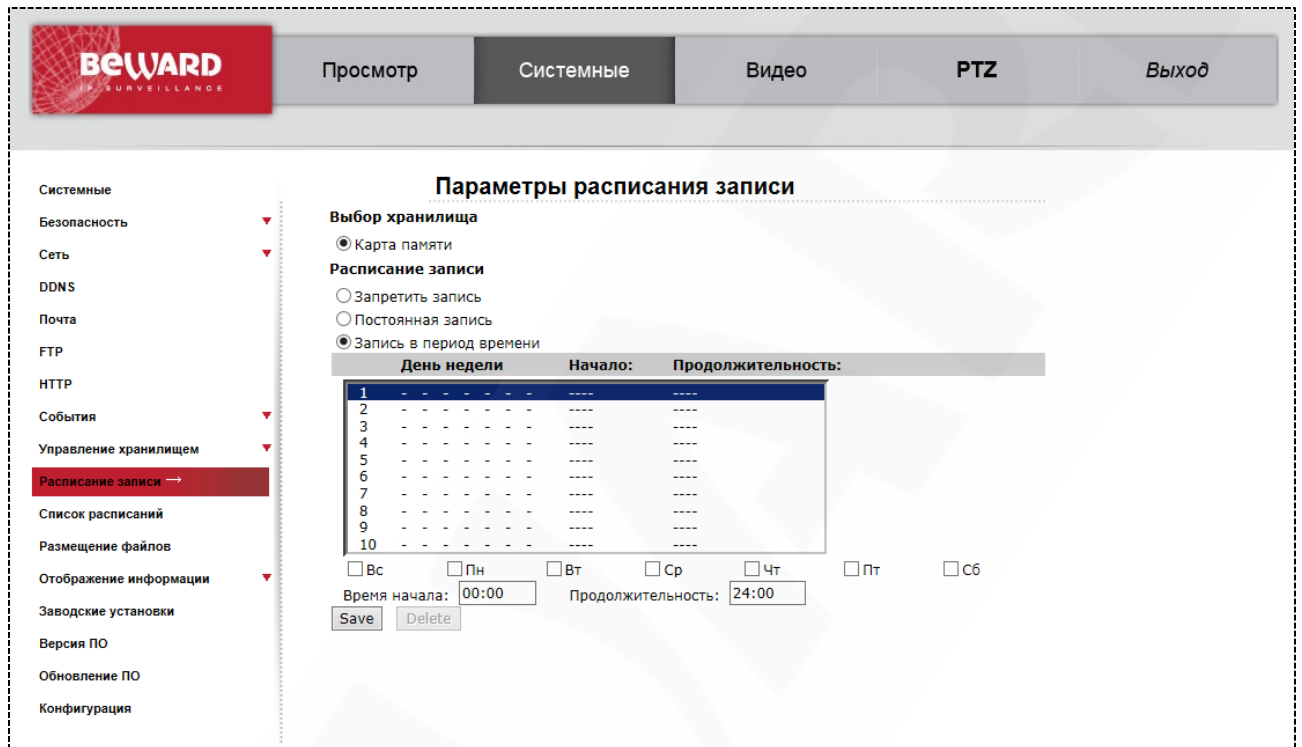 BEWARD
IP SURVEILLANCE
Просмотр
Системные
Видео
PTZ
Выход
Системные
Безопасность
Сеть
DDNS
Почта
FTP
HTTP
События
Управление хранилищем
Расписание записи →
Список расписаний
Размещение файлов
Отображение информации
Заводские установки
Версия ПО
Обновление ПО
Конфигурация
Параметры расписания записи
Выбор хранилища
Карта памяти
Расписание записи
Запретить запись
Постоянная запись
Запись в период времени
День недели Начало: Продолжительность:
1 - - - - - - - ---- ----
2 - - - - - - - ---- ----
3 - - - - - - - ---- ----
4 - - - - - - - ---- ----
5 - - - - - - - ---- ----
6 - - - - - - - ---- ----
7 - - - - - - - ---- ----
8 - - - - - - - ---- ----
9 - - - - - - - ---- ----
10 - - - - - - - ---- ----
Вс Пн Вт Ср Чт Пт Сб
Время начала: 00:00 Продолжительность: 24:00
Save Delete